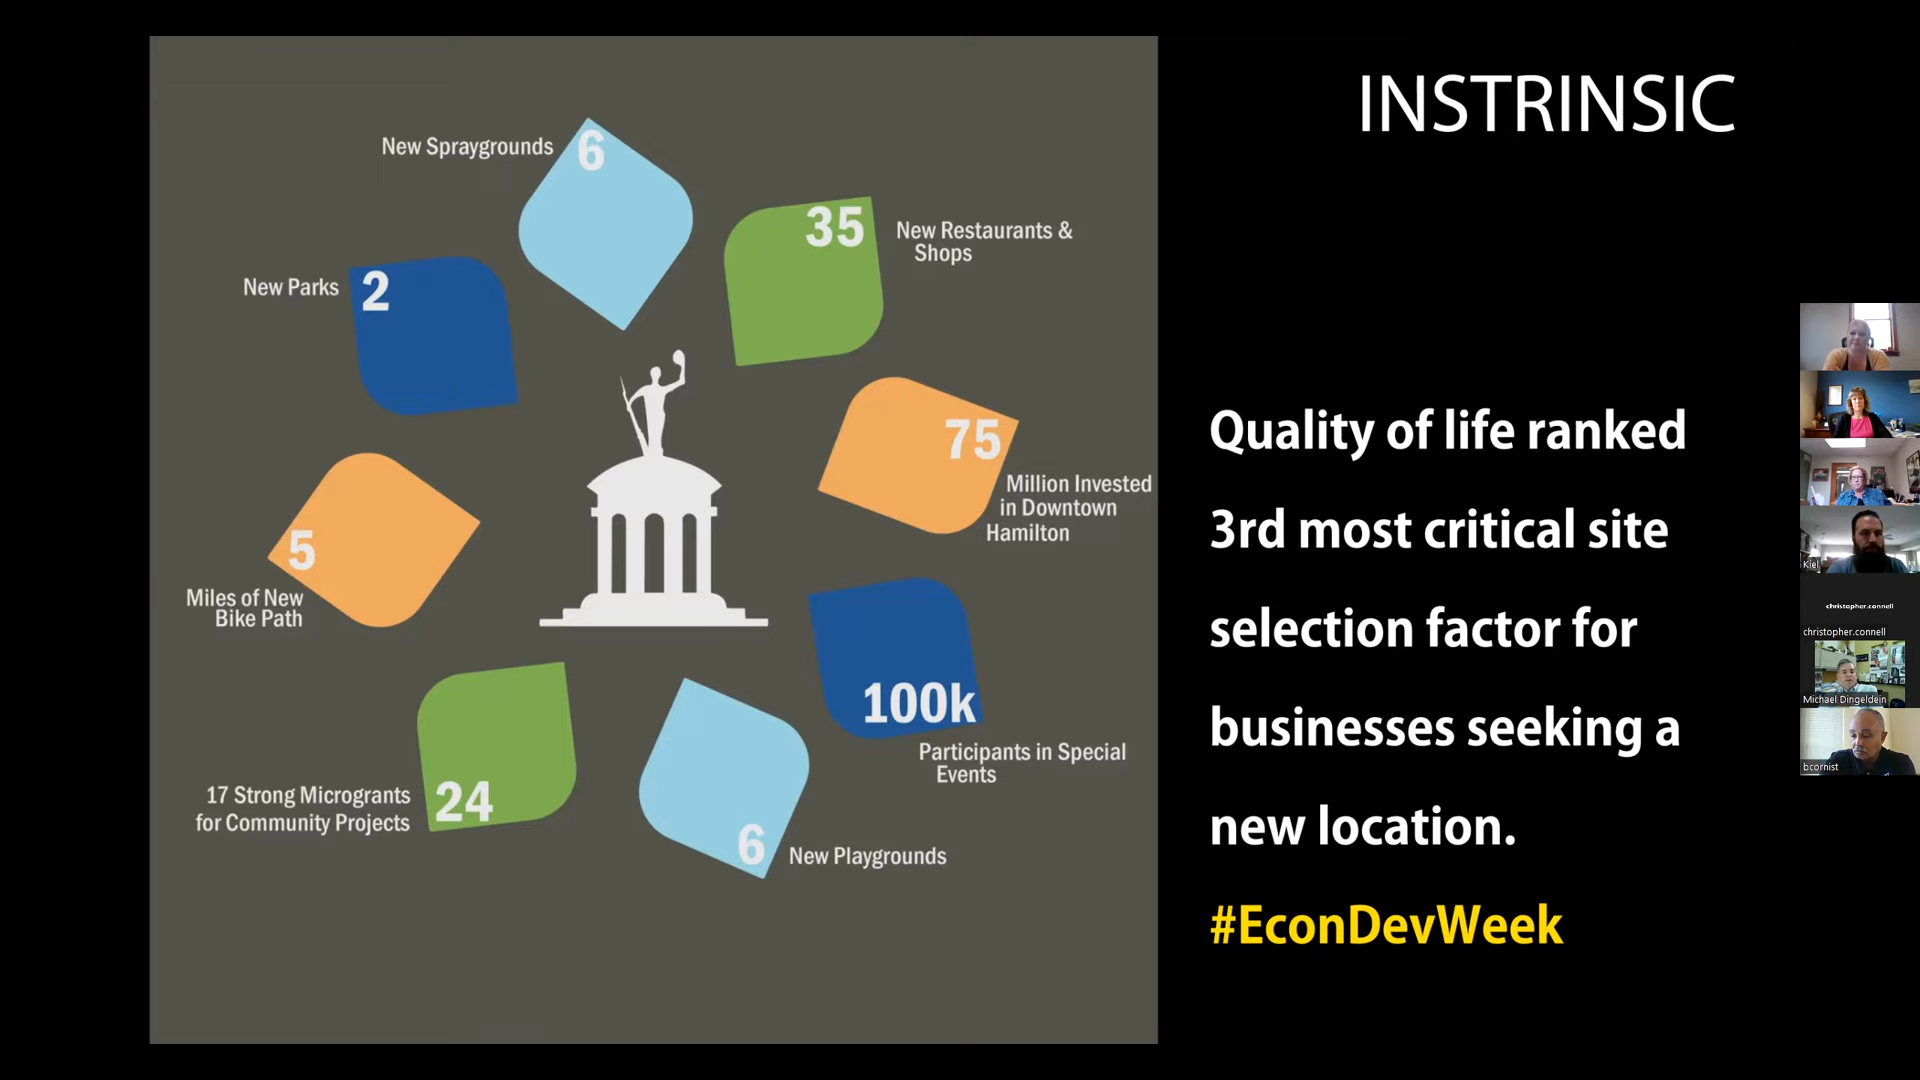 INSTRINSIC
New Spraygrounds
6
35
New Restaurants &
Shops
New Parks
2
75
Million Invested
in Downtown
Hamilton
5
Miles of New
Bike Path
100k
Participants in Special
Events
17 Strong Microgrants
for Community Projects
24
6
New Playgrounds
Quality of life ranked
3rd most critical site
selection factor for
businesses seeking a
new location.
#EconDevWeek
Kiel
christopher.connell
christopher.connell
Michael Dingeldein
bcornist